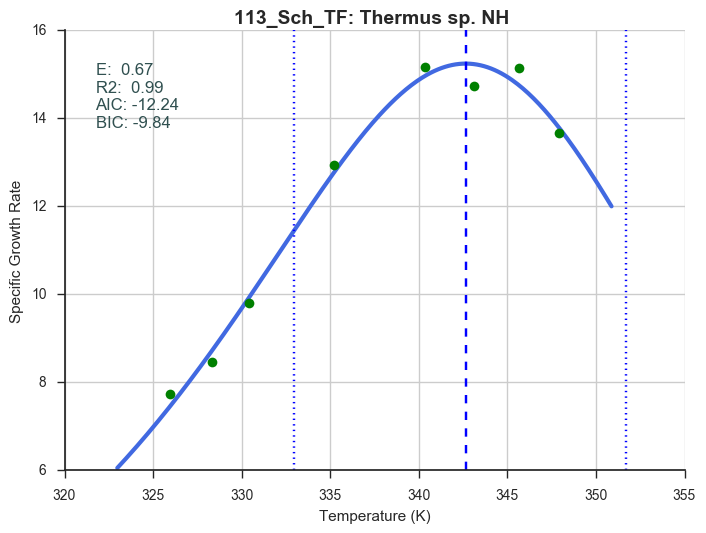 113_Sch_TF: Thermus sp. NH
16
E:  0.67
R2:  0.99
AIC: -12.24
BIC: -9.84
14
12
10
8
6
Specific Growth Rate
320 325 330 335 340 345 350 355
Temperature (K)